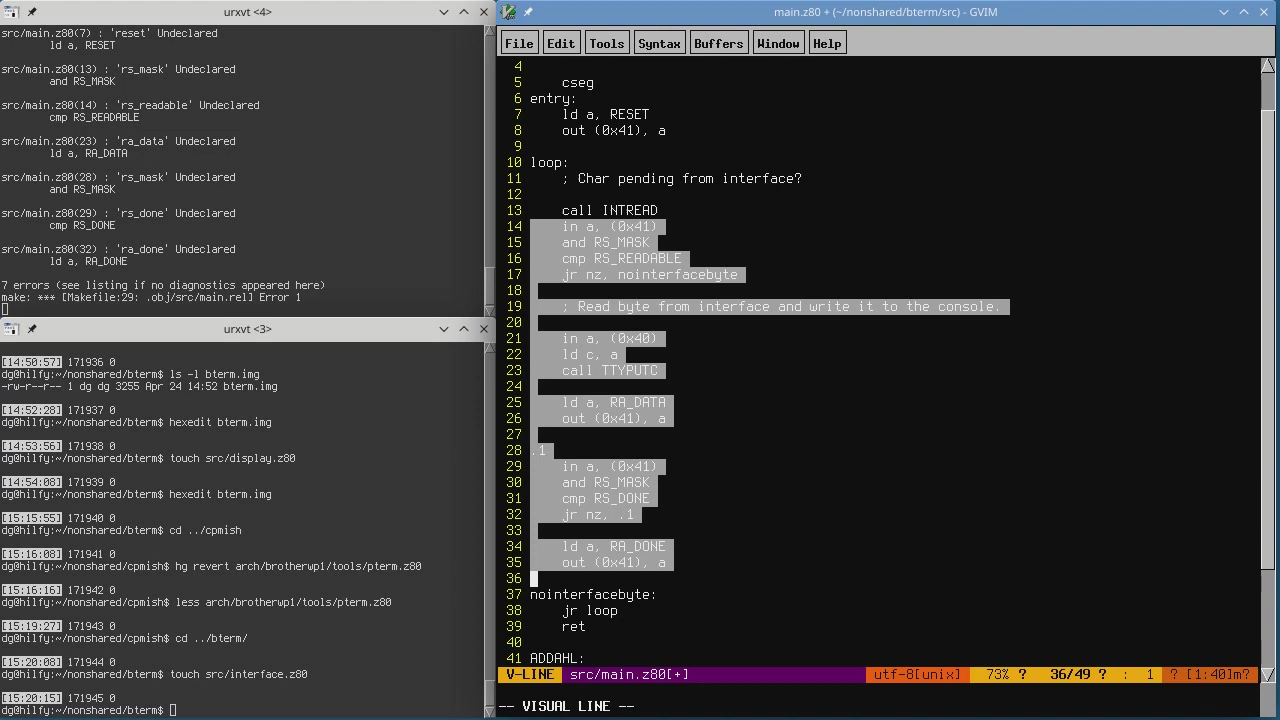 urxvt <4>
src/main.z80(7) : 'reset' Undeclared
ld a, RESET
src/main.z80(13) : 'rs_mask' Undeclared
and RS_MASK
src/main.z80(14) : 'rs_readable' Undeclared
cmp RS_READABLE
src/main.z80(23) : 'ra_data' Undeclared
ld a, RA_DATA
src/main.z80(28) : 'rs_mask' Undeclared
and RS_MASK
src/main.z80(29) : 'rs_done' Undeclared
cmp RS_DONE
src/main.z80(32) : 'ra_done' Undeclared
ld a, RA_DONE
7 errors (see listing if no diagnostics appeared here)
make: *** [Makefile:29: .obj/src/main.rel] Error 1
urxvt <3>
[14:50:57] 171936 0
dg@hilfy:~/nonshared/bterm$ ls -l bterm.img
-rw-r--r-- 1 dg dg 3255 Apr 24 14:52 bterm.img
[14:52:28] 171937 0
dg@hilfy:~/nonshared/bterm$ hexedit bterm.img
[14:53:56] 171938 0
dg@hilfy:~/nonshared/bterm$ touch src/display.z80
[14:54:08] 171939 0
dg@hilfy:~/nonshared/bterm$ hexedit bterm.img
[15:15:55] 171940 0
dg@hilfy:~/nonshared/bterm$ cd ../cpmish
[15:16:08] 171941 0
dg@hilfy:~/nonshared/cpmish$ hg revert arch/brotherwp1/tools/pterm.z80
[15:16:16] 171942 0
dg@hilfy:~/nonshared/cpmish$ less arch/brotherwp1/tools/pterm.z80
[15:19:27] 171943 0
dg@hilfy:~/nonshared/cpmish$ cd ../bterm/
[15:20:08] 171944 0
dg@hilfy:~/nonshared/bterm$ touch src/interface.z80
[15:20:15] 171945 0
dg@hilfy:~/nonshared/bterm$
main.z80 + (~/nonshared/bterm/src) - GVIM
File Edit Tools Syntax Buffers Window Help
4
5 cseg
6 entry:
7 ld a, RESET
8 out (0x41), a
9
10 loop:
11 ; Char pending from interface?
12
13 call INTREAD
14 in a, (0x41)
15 and RS_MASK
16 cmp RS_READABLE
17 jr nz, nointerfacebyte
18
19 ; Read byte from interface and write it to the console.
20
21 in a, (0x40)
22 ld c, a
23 call TTYPUTC
24
25 ld a, RA_DATA
26 out (0x41), a
27
28 .1
29 in a, (0x41)
30 and RS_MASK
31 cmp RS_DONE
32 jr nz, .1
33
34 ld a, RA_DONE
35 out (0x41), a
36
37 nointerfacebyte:
38 jr loop
39 ret
40
41 ADDAHL:
V-LINE src/main.z80[+] utf-8[unix] 73% ? 36/49 ? : 1 ? [1:40]m?
-- VISUAL LINE --